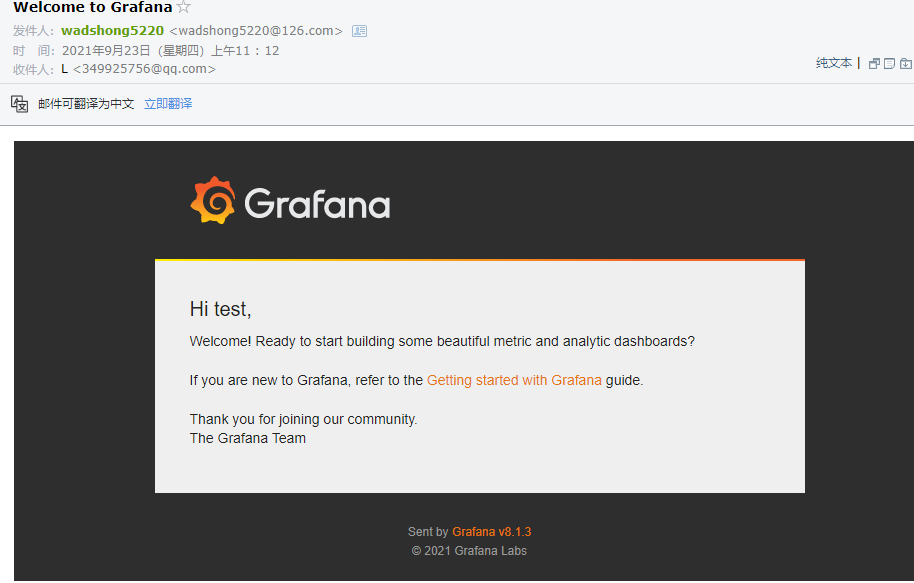 Welcome to Grafana
发件人：wadshong5220 <wadshong5220@126.com>
时　间：2021年9月23日（星期四）上午11：12
收件人：L <349925756@qq.com>
纯文本 |
邮件可翻译为中文 立即翻译
Grafana
Hi test,
Welcome! Ready to start building some beautiful metric and analytic dashboards?
If you are new to Grafana, refer to the Getting started with Grafana guide.
Thank you for joining our community.
The Grafana Team
Sent by Grafana v8.1.3
© 2021 Grafana Labs